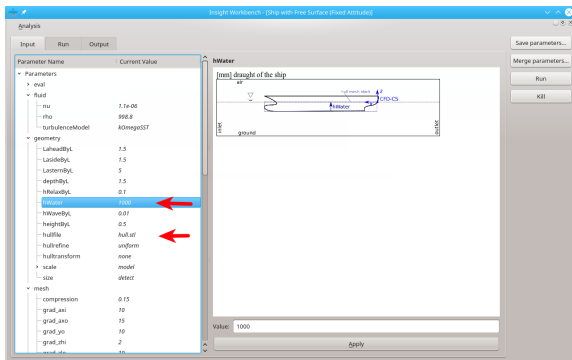 Insight Workbench - [Ship with Free Surface (Fixed Attitude)]
Analysis
Input Run Output
Parameter Name Current Value
Parameters
eval
fluid
nu 1.1e-06
rho 998.8
turbulenceModel kOmegaSST
geometry
LaheadByL 1.5
LasideByL 1.5
LasternByL 5
depthByL 1.5
hRelaxByL 0.1
hWater 1000
hWaveByL 0.01
heightByL 0.5
hullfile hull.stl
hullrefine uniform
hulltransform none
scale model
size detect
mesh
compression 0.15
grad_axi 10
grad_axo 15
grad_yo 10
grad_zhi 2
hWater
[mm] draught of the ship
air
Z
CFD-CS
hWater
inlet
ground
outlet
Value: 1000
Apply
Save parameters...
Merge parameters...
Run
Kill